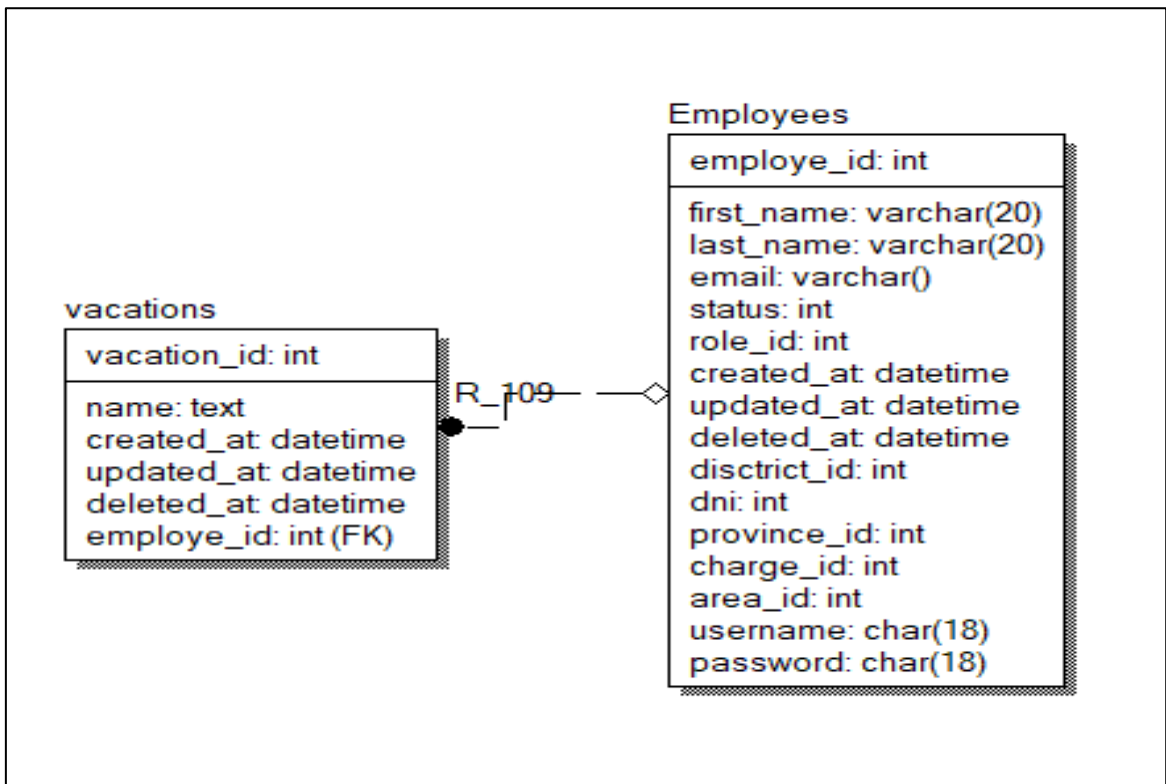 Employees
employe_id: int
first_name: varchar(20)
last_name: varchar(20)
email: varchar()
status: int
role_id: int
created_at: datetime
updated_at: datetime
deleted_at: datetime
disctrict_id: int
dni: int
province_id: int
charge_id: int
area_id: int
username: char(18)
password: char(18)
vacations
vacation_id: int
name: text
created_at: datetime
updated_at: datetime
deleted_at: datetime
employe_id: int (FK)
R_109